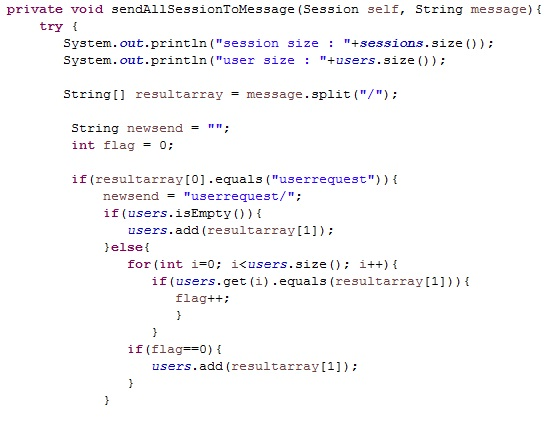 private void sendAllSessionToMessage(Session self, String message){
try {
System.out.println("session size : "+sessions.size());
System.out.println("user size : "+users.size());
String[] resultarray = message.split("/");
String newsend = "";
int flag = 0;
if(resultarray[0].equals("userrequest")){
newsend = "userrequest/";
if(users.isEmpty()){
users.add(resultarray[1]);
}else{
for(int i=0; i<users.size(); i++){
if(users.get(i).equals(resultarray[1])){
flag++;
}
}
if(flag==0){
users.add(resultarray[1]);
}
}